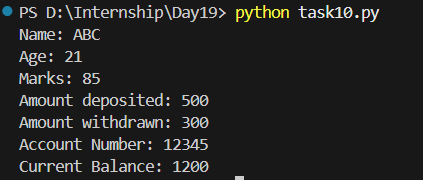 PS D:\Internship\Day19> python task10.py
Name: ABC
Age: 21
Marks: 85
Amount deposited: 500
Amount withdrawn: 300
Account Number: 12345
Current Balance: 1200